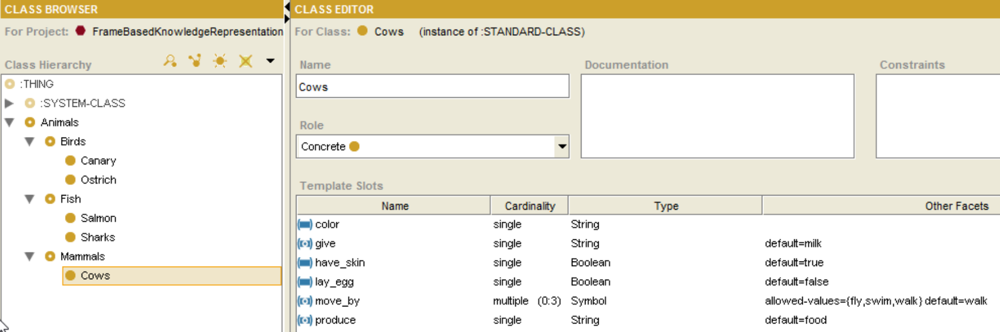 CLASS BROWSER
For Project: FrameBasedKnowledgeRepresentation
Class Hierarchy
:THING
:SYSTEM-CLASS
Animals
Birds
Canary
Ostrich
Fish
Salmon
Sharks
Mammals
Cows
CLASS EDITOR
For Class: Cows (instance of :STANDARD-CLASS)
Name Documentation Constraints
Cows
Role
Concrete
Template Slots
Name Cardinality Type Other Facets
color single String
give single String default=milk
have_skin single Boolean default=true
lay_egg single Boolean default=false
move_by multiple (0:3) Symbol allowed-values={fly,swim,walk} default=walk
produce single String default=food